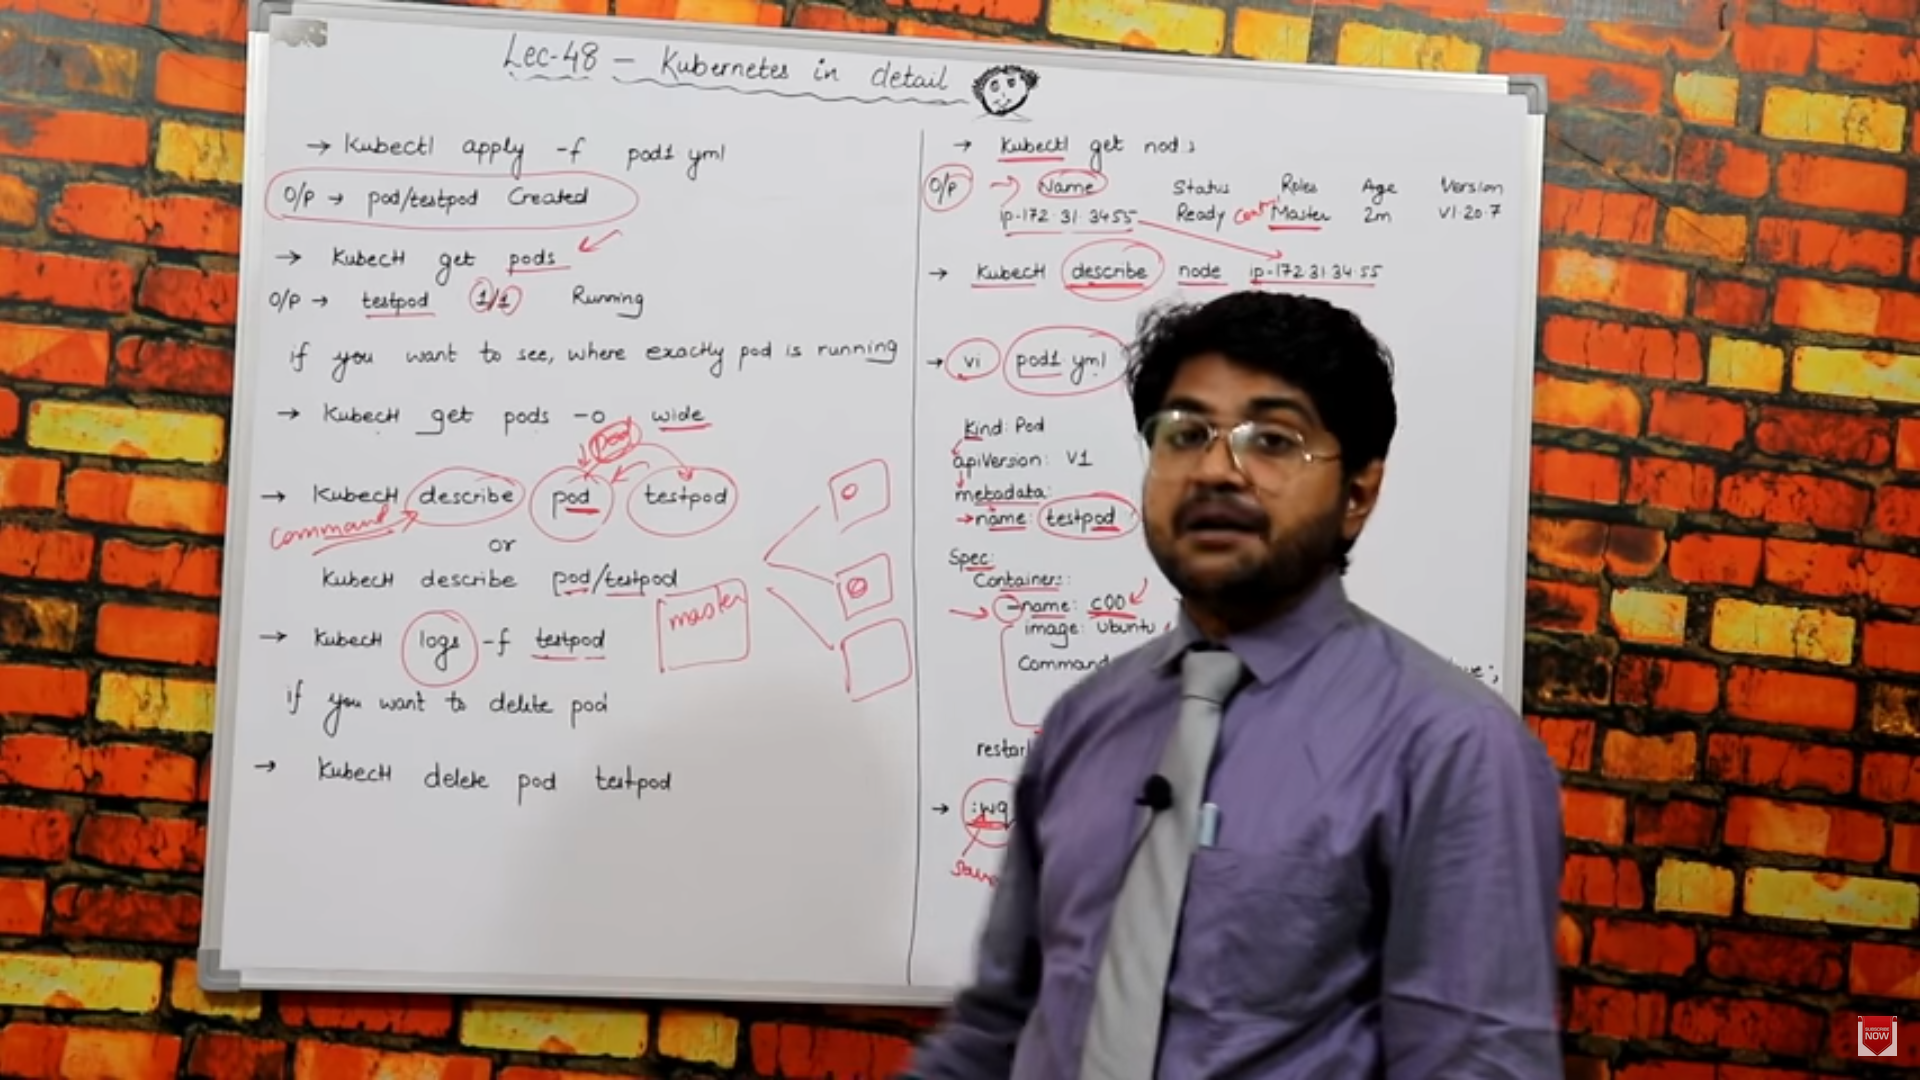 Lec-48 – Kubernetes in detail
→ Kubectl apply -f pod1.yml
O/P → pod/testpod Created
→ Kubectl get pods
O/P → testpod 1/1 Running
if you want to see, where exactly pod is running
→ Kubectl get pods -o wide
pod
→ Kubectl describe pod testpod
Command
or
Kubectl describe pod/testpod
master
→ Kubectl logs -f testpod
if you want to delete pod
→ Kubectl delete pod testpod
→ Kubectl get nodes
O/P → Name Status Roles Age Version
ip-172.31.34.55 Ready Master 2m V1.20.7
→ Kubectl describe node ip-172.31.34.55
→ vi pod1.yml
Kind: Pod
apiVersion: V1
metadata:
→ name: testpod
Spec:
Containers:
→ -name: c00
image: Ubuntu
Command
restart
→ :wq
SUBSCRIBE
NOW